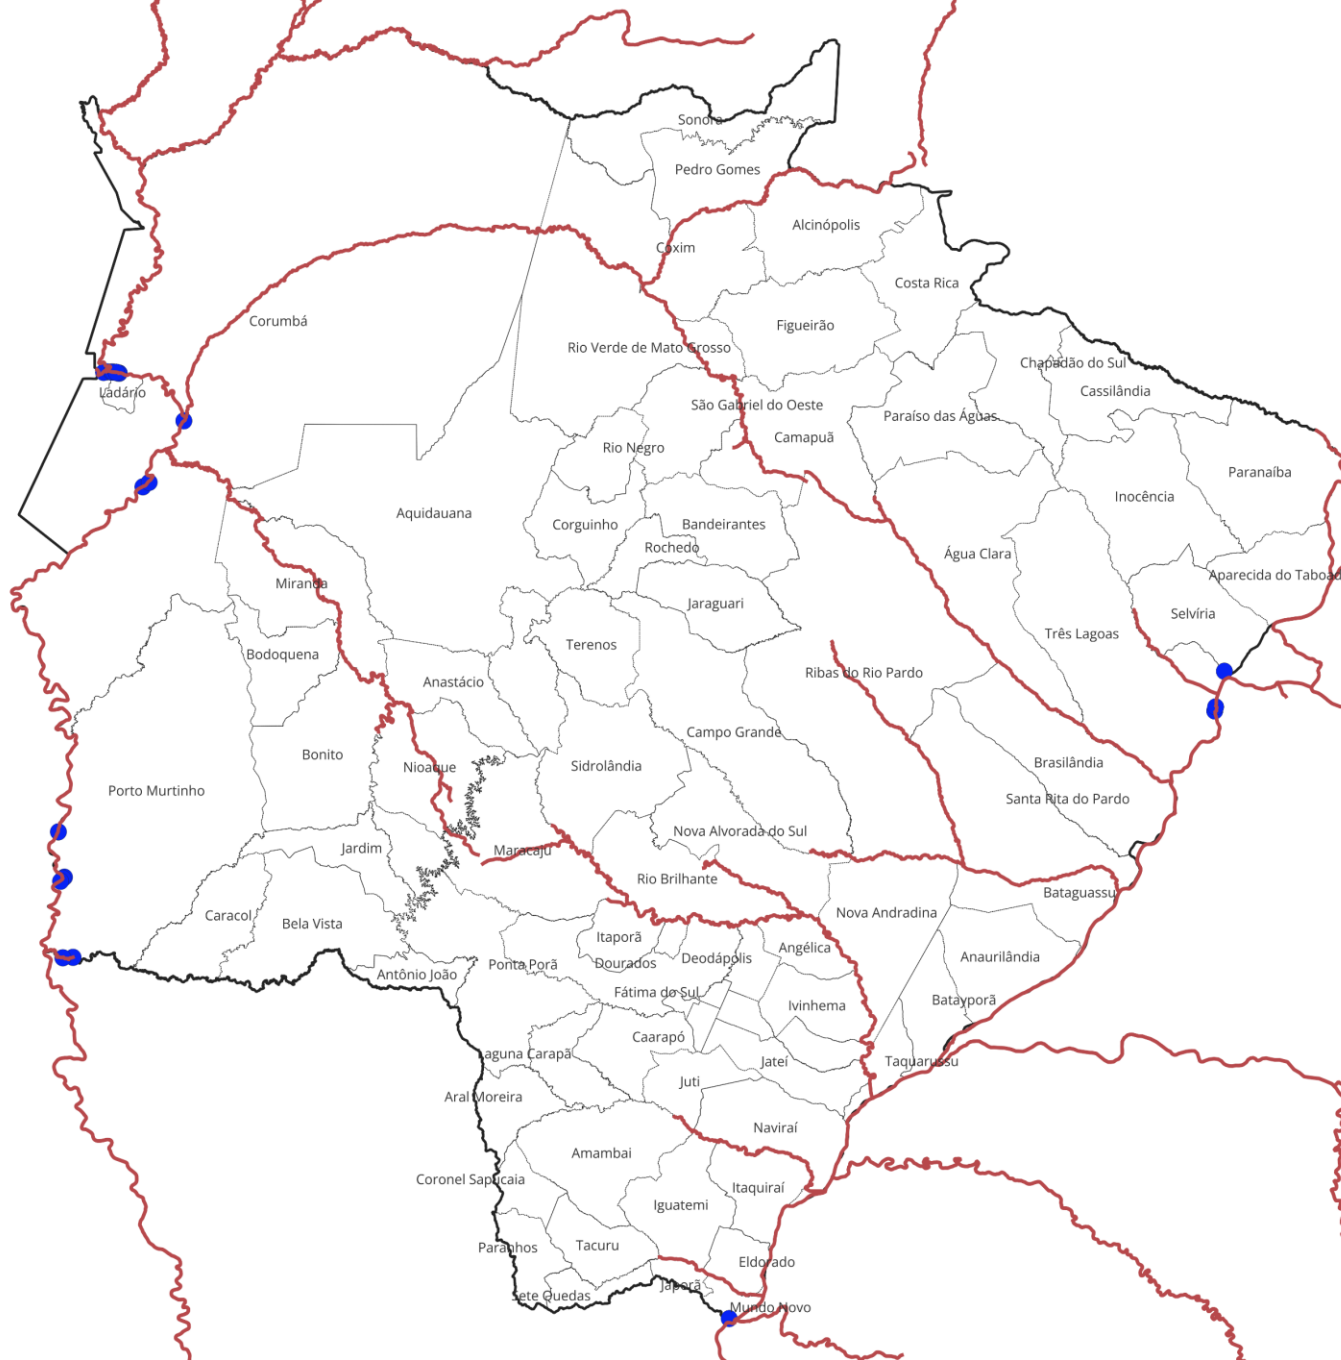 Sonora
Pedro Gomes
Alcinópolis
Coxim
Costa Rica
Corumbá
Figueirão
Rio Verde de Mato Grosso
Chapadão do Sul
Ladário
Cassilândia
São Gabriel do Oeste
Paraíso das Águas
Camapuã
Rio Negro
Paranaíba
Inocência
Aquidauana
Corguinho
Bandeirantes
Rochedo
Água Clara
Aparecida do Taboad
Miranda
Jaraguari
Selvíria
Três Lagoas
Terenos
Bodoquena
Ribas do Rio Pardo
Anastácio
Campo Grande
Bonito
Brasilândia
Nioaque
Sidrolândia
Porto Murtinho
Santa Rita do Pardo
Nova Alvorada do Sul
Jardim
Maracaju
Rio Brilhante
Bataguassu
Caracol
Nova Andradina
Bela Vista
Itaporã
Angélica
Anaurilândia
Deodápolis
Ponta Porã
Dourados
Antônio João
Fátima do Sul
Batayporã
Ivinhema
Caarapó
Laguna Carapã
Jateí
Taquarussu
Juti
Aral Moreira
Naviraí
Amambai
Coronel Sapucaia
Itaquiraí
Iguatemi
Paranhos
Tacuru
Eldorado
Japorã
Sete Quedas
Mundo Novo